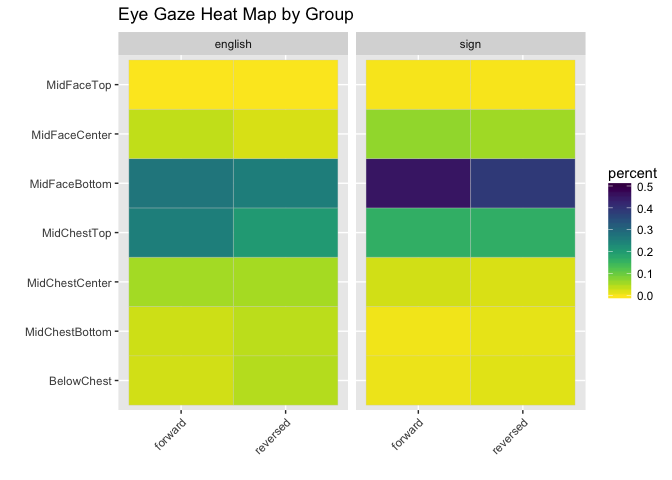 Eye Gaze Heat Map by Group
english
sign
MidFaceTop
MidFaceCenter
MidFaceBottom
MidChestTop
MidChestCenter
MidChestBottom
BelowChest
forward
reversed
forward
reversed
percent
0.5
0.4
0.3
0.2
0.1
0.0